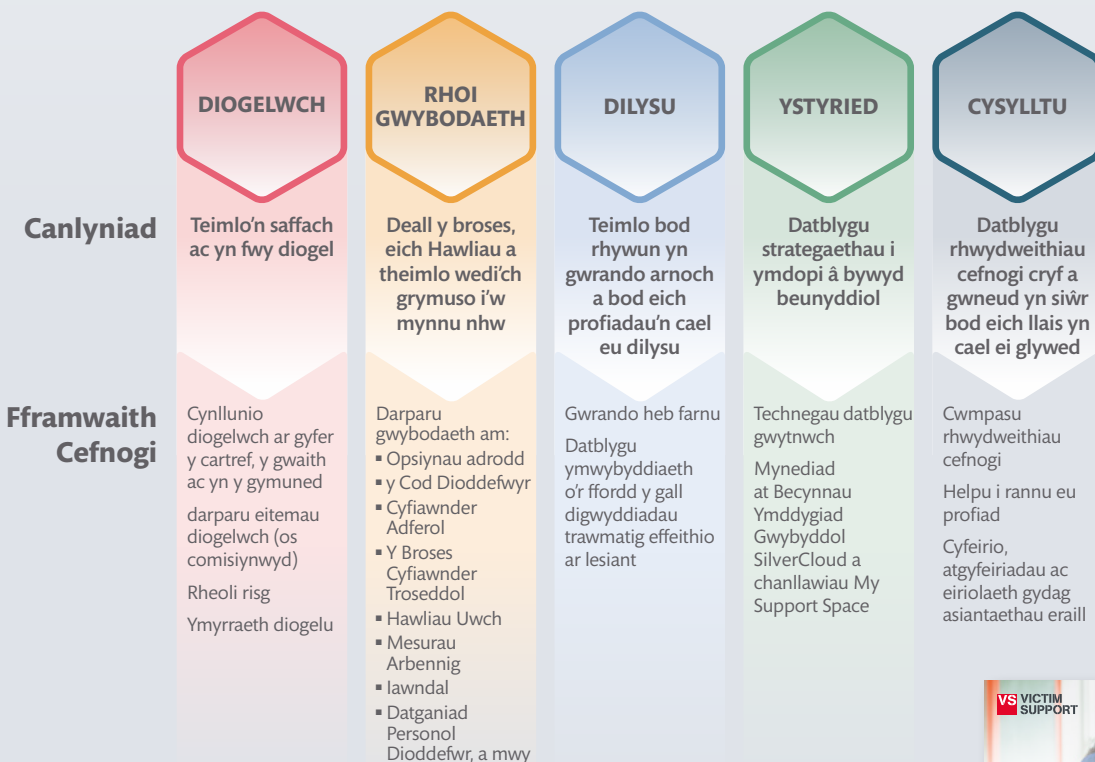 DIOGELWCH
RHOI
GWYBODAETH
DILYSU
YSTYRIED
CYSYLLTU
Canlyniad
Teimlo'n saffach
ac yn fwy diogel
Deall y broses,
eich Hawliau a
theimlo wedi'ch
grymuso i'w
mynnu nhw
Teimlo bod
rhywun yn
gwrando arnoch
a bod eich
profiadau'n cael
eu dilysu
Datblygu
strategaethau i
ymdopi â bywyd
beunyddiol
Datblygu
rhwydweithiau
cefnogi cryf a
gwneud yn siŵr
bod eich llais yn
cael ei glywed
Fframwaith
Cefnogi
Cynllunio
diogelwch ar gyfer
y cartref, y gwaith
ac yn y gymuned
darparu eitemau
diogelwch (os
comisiynwyd)
Rheoli risg
Ymyrraeth diogelu
Darparu
gwybodaeth am:
▪ Opsiynau adrodd
▪ y Cod Dioddefwyr
▪ Cyfiawnder
Adferol
▪ Y Broses
Cyfiawnder
Troseddol
▪ Hawliau Uwch
▪ Mesurau
Arbennig
▪ Iawndal
▪ Datganiad
Personol
Dioddefwr, a mwy
Gwrando heb farnu
Datblygu
ymwybyddiaeth
o'r ffordd y gall
digwyddiadau
trawmatig effeithio
ar lesiant
Technegau datblygu
gwytnwch
Mynediad
at Becynnau
Ymddygiad
Gwybyddol
SilverCloud a
chanllawiau My
Support Space
Cwmpasu
rhwydweithiau
cefnogi
Helpu i rannu eu
profiad
Cyfeirio,
atgyfeiriadau ac
eiriolaeth gydag
asiantaethau eraill
VS VICTIM
SUPPORT